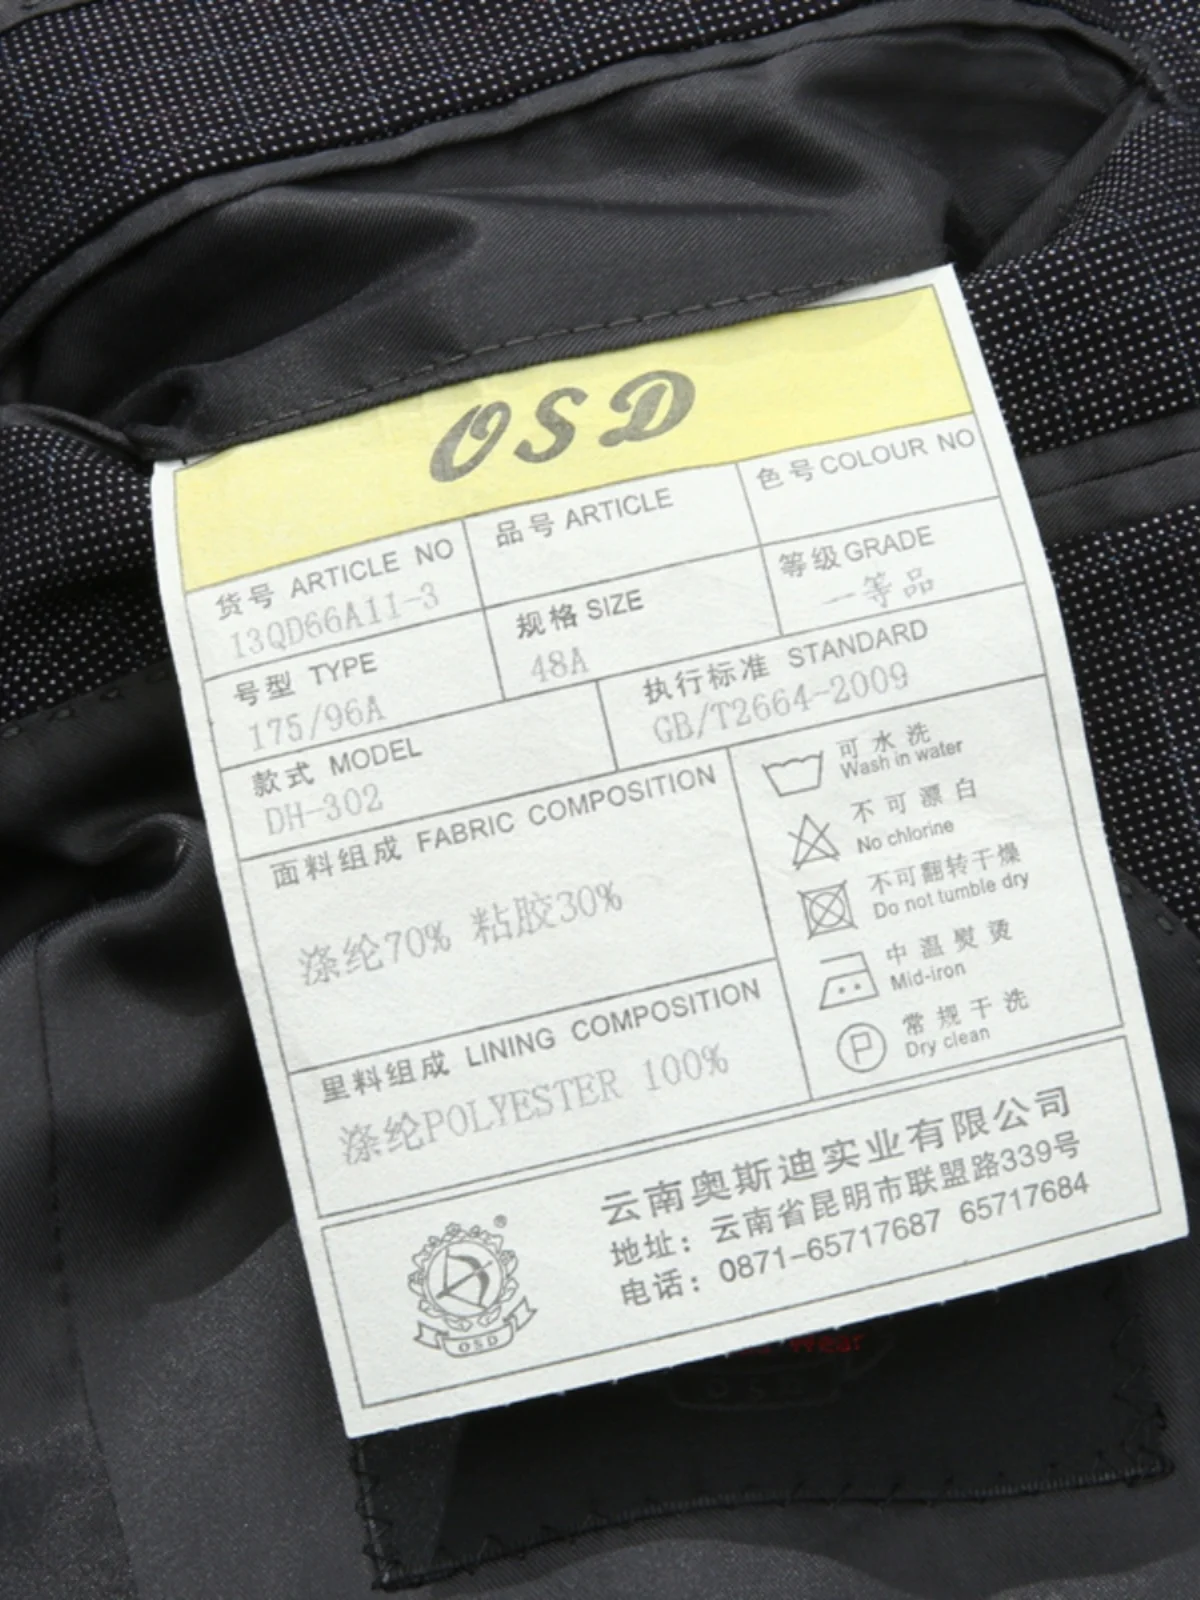 OSD
货号 ARTICLE NO
13QD66A11-3
品号 ARTICLE
色号 COLOUR NO
号型 TYPE
175/96A
规格 SIZE
48A
等级 GRADE
一等品
款式 MODEL
DH-302
执行标准 STANDARD
GB/T2664-2009
面料组成 FABRIC COMPOSITION
涤纶70% 粘胶30%
里料组成 LINING COMPOSITION
涤纶POLYESTER 100%
可水洗
Wash in water
不可漂白
No chlorine
不可翻转干燥
Do not tumble dry
中温熨烫
Mid-iron
P
常规干洗
Dry clean
云南奥斯迪实业有限公司
地址：云南省昆明市联盟路339号
电话：0871-65717687 65717684
®
OSD
Wear